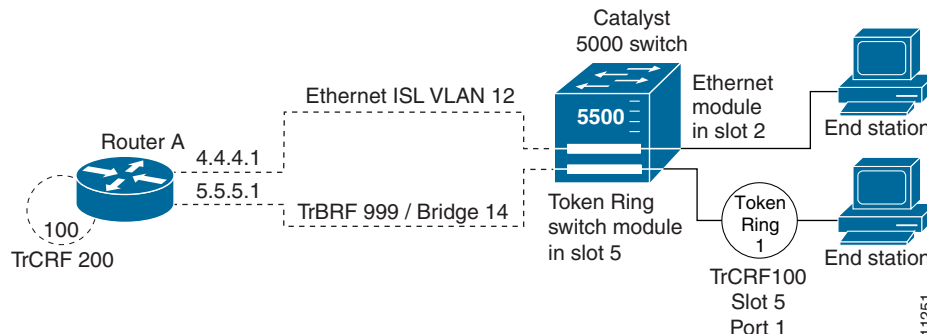 Catalyst
5000 switch
Ethernet ISL VLAN 12
Ethernet
module
in slot 2
5500
End station
Router A
4.4.4.1
5.5.5.1
TrBRF 999 / Bridge 14
Token Ring
switch module
in slot 5
Token
Ring
1
End station
100
TrCRF 200
TrCRF100
Slot 5
Port 1
11251